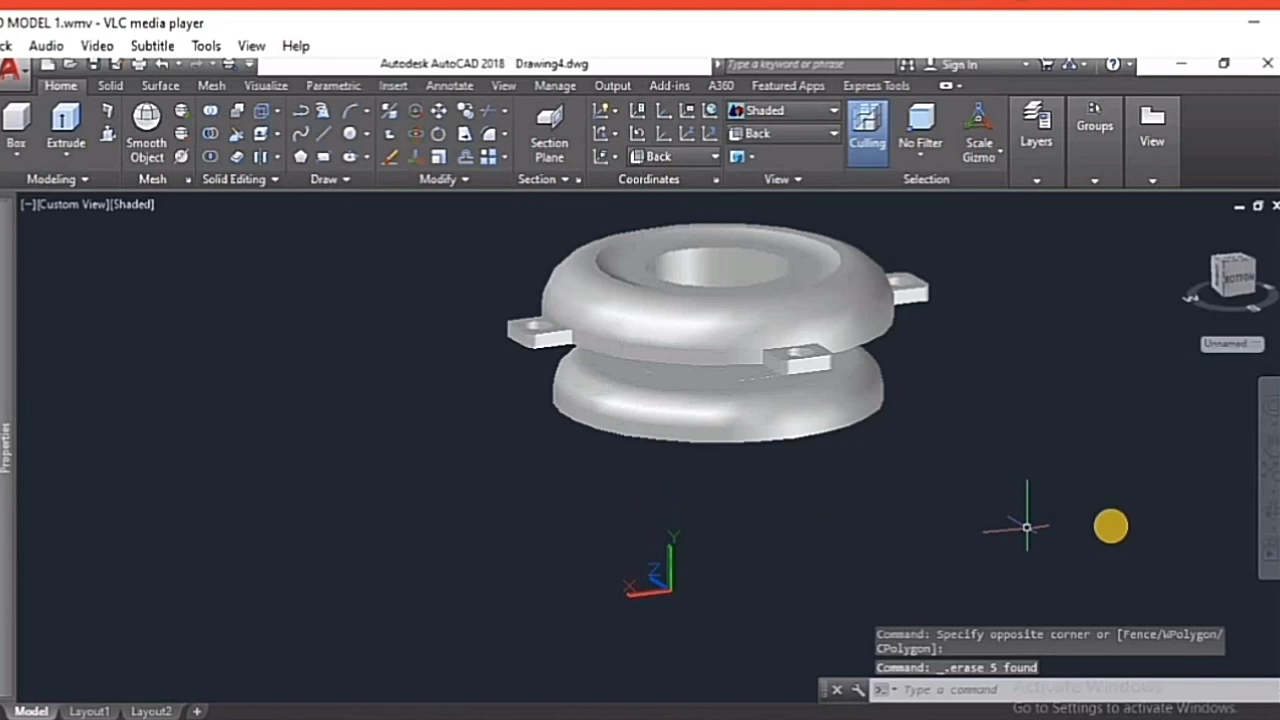 D MODEL 1.wmv - VLC media player
ck Audio Video Subtitle Tools View Help
Autodesk AutoCAD 2018 Drawing4.dwg Type a keyword or phrase Sign In
Home Solid Surface Mesh Visualize Parametric Insert Annotate View Manage Output Add-ins A360 Featured Apps Express Tools
Box Extrude Smooth Object Section Plane Shaded Back Back Culling No Filter Scale Gizmo Layers Groups View
Modeling Mesh Solid Editing Draw Modify Section Coordinates View Selection
[−][Custom View][Shaded]
BOTTOM
W
Unnamed
Properties
Y
Z
X
Command: Specify opposite corner or [Fence/WPolygon/
CPolygon]:
Command: _.erase 5 found
Type a command
Activate Windows
Go to Settings to activate Windows.
Model Layout1 Layout2 +